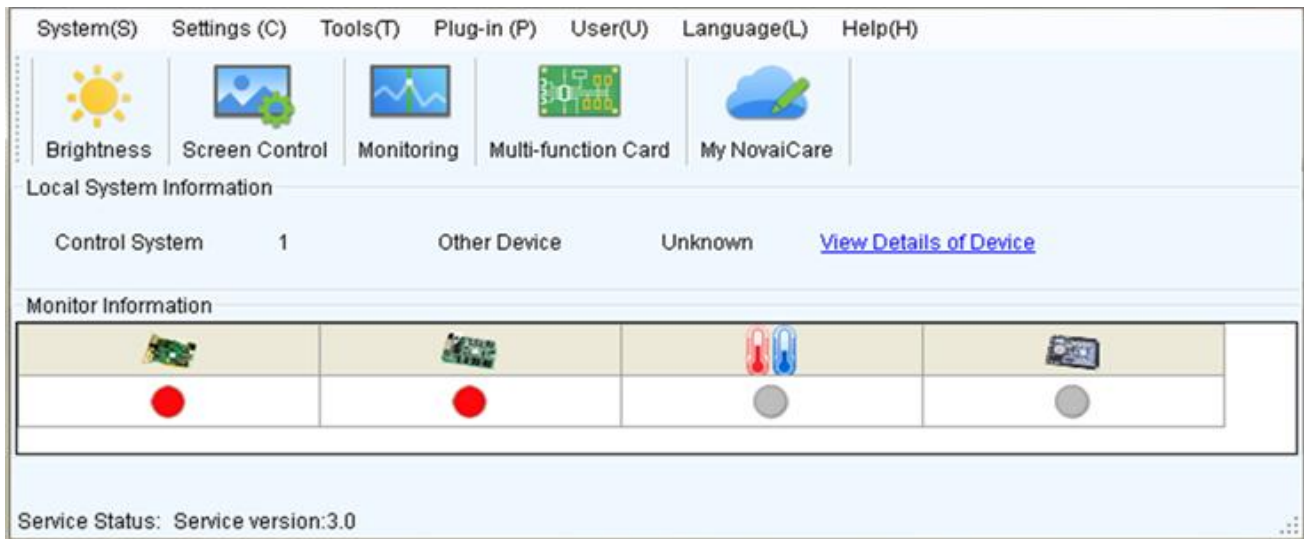 System(S) Settings (C) Tools(T) Plug-in (P) User(U) Language(L) Help(H)
Brightness Screen Control Monitoring Multi-function Card My NovaiCare
Local System Information
Control System 1 Other Device Unknown View Details of Device
Monitor Information
Service Status: Service version:3.0